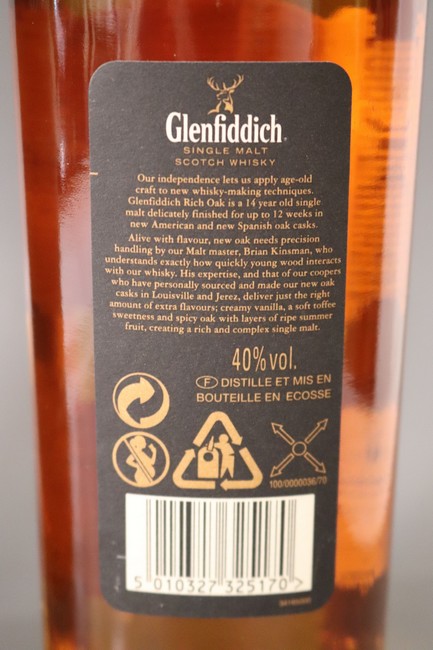 Glenfiddich
SINGLE MALT
SCOTCH WHISKY
Our independence lets us apply age-old
craft to new whisky-making techniques.
Glenfiddich Rich Oak is a 14 year old single
malt delicately finished for up to 12 weeks in
new American and new Spanish oak casks.
Alive with flavour, new oak needs precision
handling by our Malt master, Brian Kinsman, who
understands exactly how quickly young wood interacts
with our whisky. His expertise, and that of our coopers
who have personally sourced and made our new oak
casks in Louisville and Jerez, deliver just the right
amount of extra flavours; creamy vanilla, a soft toffee
sweetness and spicy oak with layers of ripe summer
fruit, creating a rich and complex single malt.
40%vol.
F DISTILLE ET MIS EN
BOUTEILLE EN ECOSSE
100/0000036/70
5 010327 325170 >